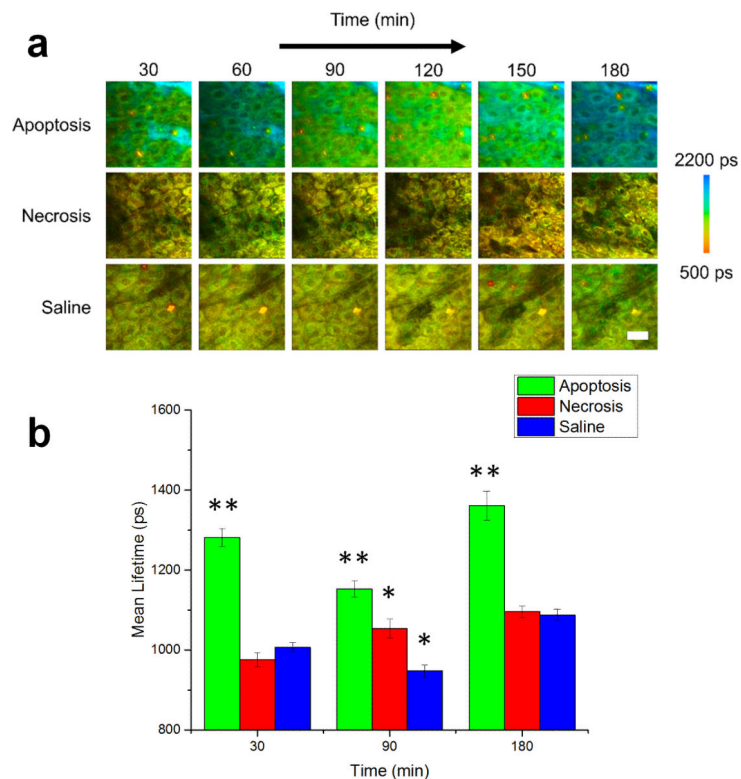 a
Time (min)
30 60 90 120 150 180
Apoptosis
Necrosis
Saline
2200 ps
500 ps
b
Apoptosis
Necrosis
Saline
1600
1400
1200
1000
800
Mean Lifetime (ps)
**
**
*
*
**
30 90 180
Time (min)